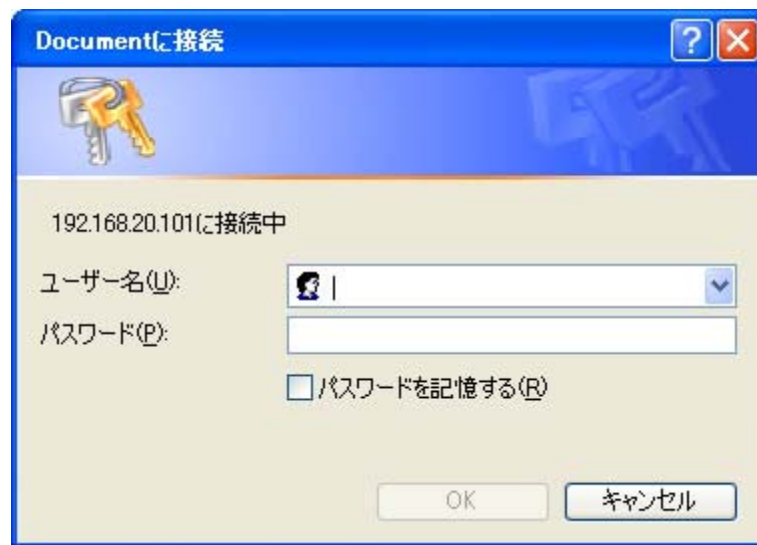 Documentに接続
192.168.20.101に接続中
ユーザー名(U):
パスワード(P):
パスワードを記憶する(R)
OK キャンセル